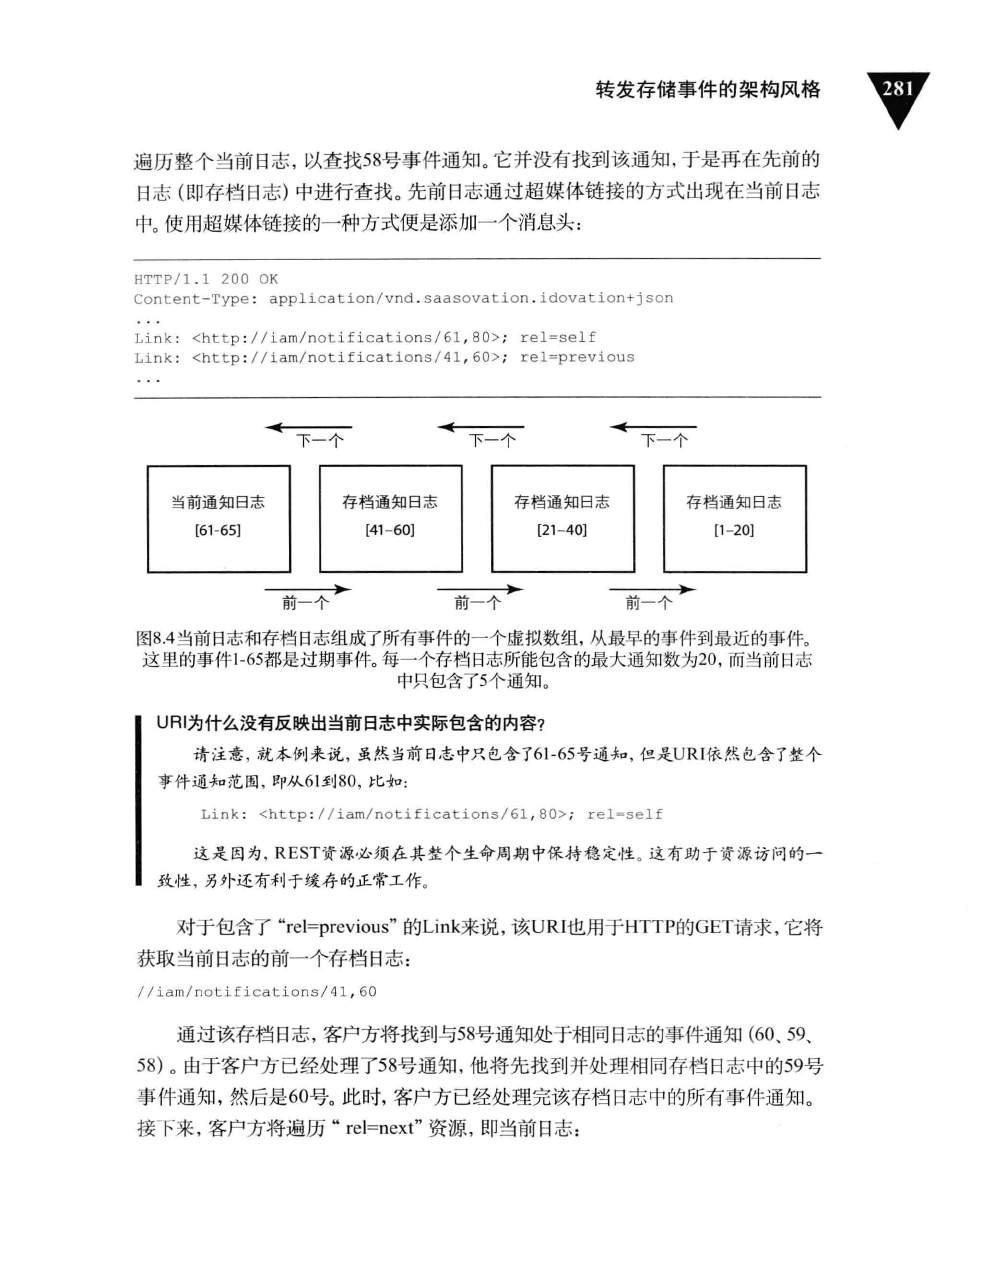 转发存储事件的架构风格
281
遍历整个当前日志，以查找58号事件通知。它并没有找到该通知，于是再在先前的
日志（即存档日志）中进行查找。先前日志通过超媒体链接的方式出现在当前日志
中。使用超媒体链接的一种方式便是添加一个消息头：
HTTP/1.1 200 OK
Content-Type: application/vnd.saasovation.idovation+json
...
Link: <http://iam/notifications/61,80>; rel=self
Link: <http://iam/notifications/41,60>; rel=previous
...
下一个 下一个 下一个
当前通知日志 存档通知日志 存档通知日志 存档通知日志
[61-65] [41–60] [21–40] [1–20]
前一个 前一个 前一个
图8.4当前日志和存档日志组成了所有事件的一个虚拟数组，从最早的事件到最近的事件。
这里的事件1-65都是过期事件。每一个存档日志所能包含的最大通知数为20，而当前日志
中只包含了5个通知。
URI为什么没有反映出当前日志中实际包含的内容？
请注意，就本例来说，虽然当前日志中只包含了61-65号通知，但是URI依然包含了整个
事件通知范围，即从61到80，比如：
Link: <http://iam/notifications/61,80>; rel=self
这是因为，REST资源必须在其整个生命周期中保持稳定性。这有助于资源访问的一
致性，另外还有利于缓存的正常工作。
对于包含了“rel=previous”的Link来说，该URI也用于HTTP的GET请求，它将
获取当前日志的前一个存档日志：
//iam/notifications/41,60
通过该存档日志，客户方将找到与58号通知处于相同日志的事件通知（60、59、
58）。由于客户方已经处理了58号通知，他将先找到并处理相同存档日志中的59号
事件通知，然后是60号。此时，客户方已经处理完该存档日志中的所有事件通知。
接下来，客户方将遍历“ rel=next”资源，即当前日志：